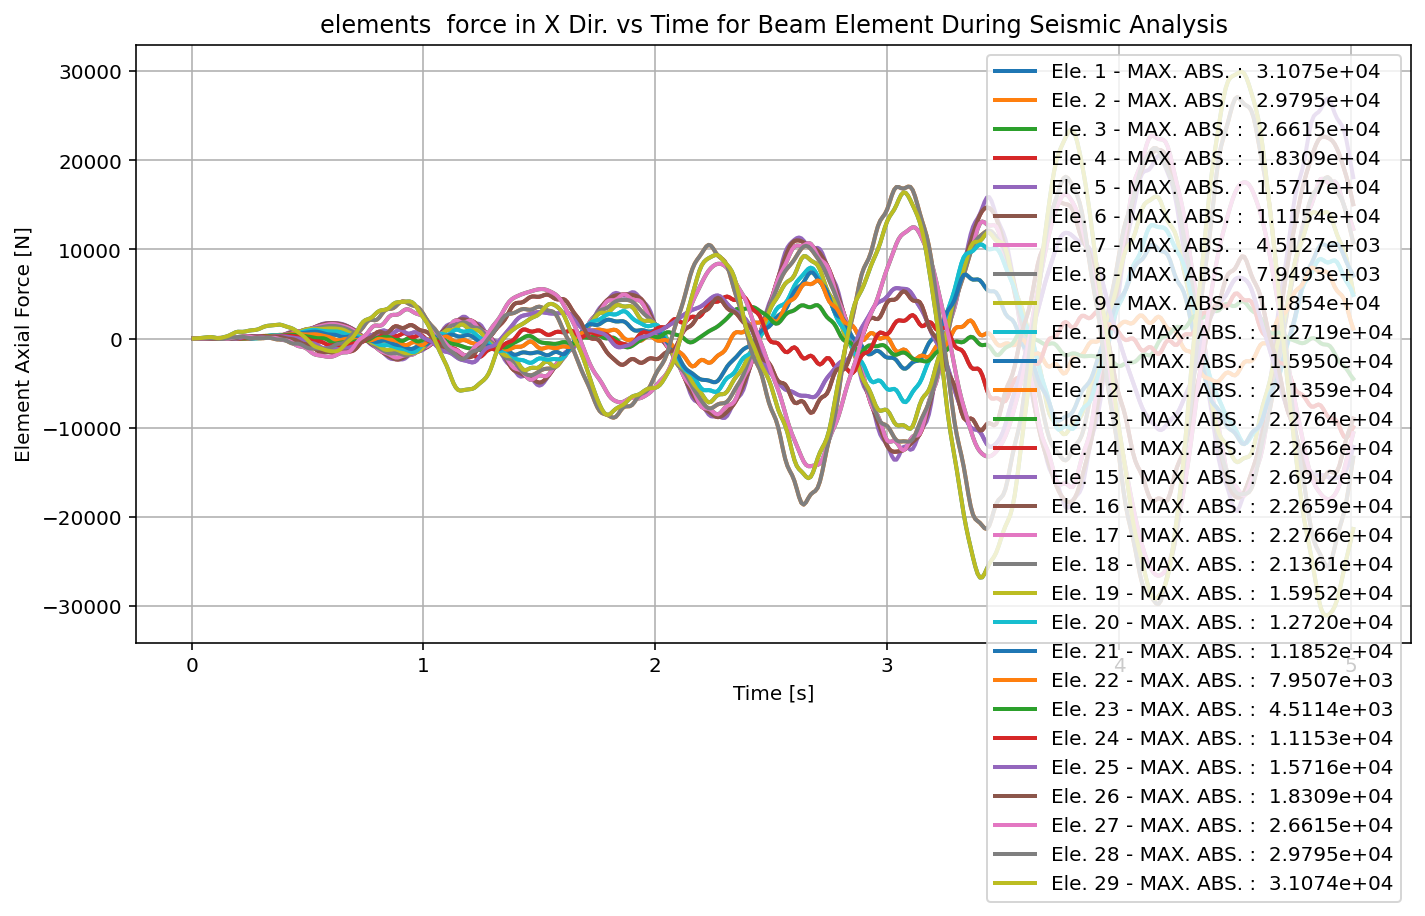 elements  force in X Dir. vs Time for Beam Element During Seismic Analysis
Element Axial Force [N]
30000
20000
10000
0
−10000
−20000
−30000
0
1
2
3
4
5
Time [s]
Ele. 1 - MAX. ABS. :  3.1075e+04
Ele. 2 - MAX. ABS. :  2.9795e+04
Ele. 3 - MAX. ABS. :  2.6615e+04
Ele. 4 - MAX. ABS. :  1.8309e+04
Ele. 5 - MAX. ABS. :  1.5717e+04
Ele. 6 - MAX. ABS. :  1.1154e+04
Ele. 7 - MAX. ABS. :  4.5127e+03
Ele. 8 - MAX. ABS. :  7.9493e+03
Ele. 9 - MAX. ABS. :  1.1854e+04
Ele. 10 - MAX. ABS. :  1.2719e+04
Ele. 11 - MAX. ABS. :  1.5950e+04
Ele. 12 - MAX. ABS. :  2.1359e+04
Ele. 13 - MAX. ABS. :  2.2764e+04
Ele. 14 - MAX. ABS. :  2.2656e+04
Ele. 15 - MAX. ABS. :  2.6912e+04
Ele. 16 - MAX. ABS. :  2.2659e+04
Ele. 17 - MAX. ABS. :  2.2766e+04
Ele. 18 - MAX. ABS. :  2.1361e+04
Ele. 19 - MAX. ABS. :  1.5952e+04
Ele. 20 - MAX. ABS. :  1.2720e+04
Ele. 21 - MAX. ABS. :  1.1852e+04
Ele. 22 - MAX. ABS. :  7.9507e+03
Ele. 23 - MAX. ABS. :  4.5114e+03
Ele. 24 - MAX. ABS. :  1.1153e+04
Ele. 25 - MAX. ABS. :  1.5716e+04
Ele. 26 - MAX. ABS. :  1.8309e+04
Ele. 27 - MAX. ABS. :  2.6615e+04
Ele. 28 - MAX. ABS. :  2.9795e+04
Ele. 29 - MAX. ABS. :  3.1074e+04